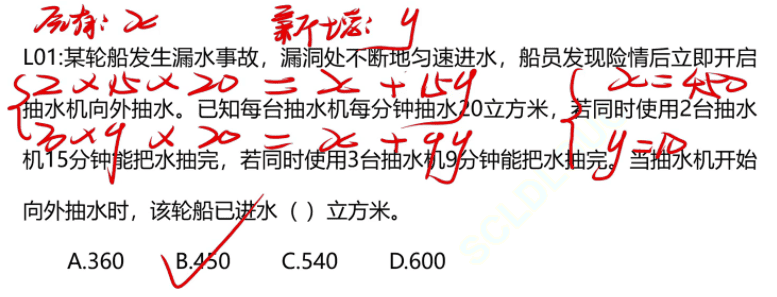 原有：x 新增：y
L01:某轮船发生漏水事故，漏洞处不断地匀速进水，船员发现险情后立即开启
2×15×20=x+15y x=450
抽水机向外抽水。已知每台抽水机每分钟抽水20立方米，若同时使用2台抽水
3×9×20=x+9y y=10
机15分钟能把水抽完，若同时使用3台抽水机9分钟能把水抽完。当抽水机开始
向外抽水时，该轮船已进水（ ）立方米。
A.360 B.450 C.540 D.600